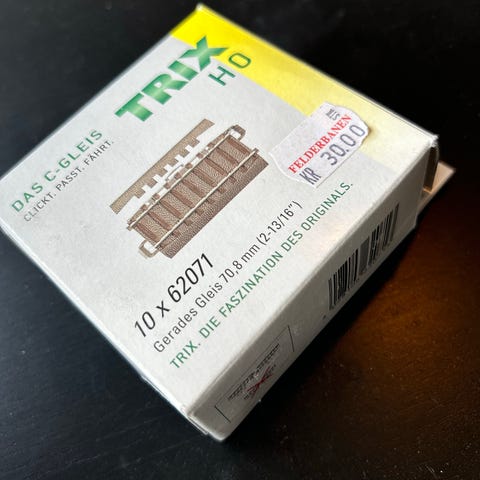 DAS C-GLEIS
CLICKT. PASST. FÄHRT.
TRIX
HO
FELDERBANEN
KR 30.00
10 x 62071
Gerades Gleis 70,8 mm (2-13/16")
TRIX. DIE FASZINATION DES ORIGINALS.